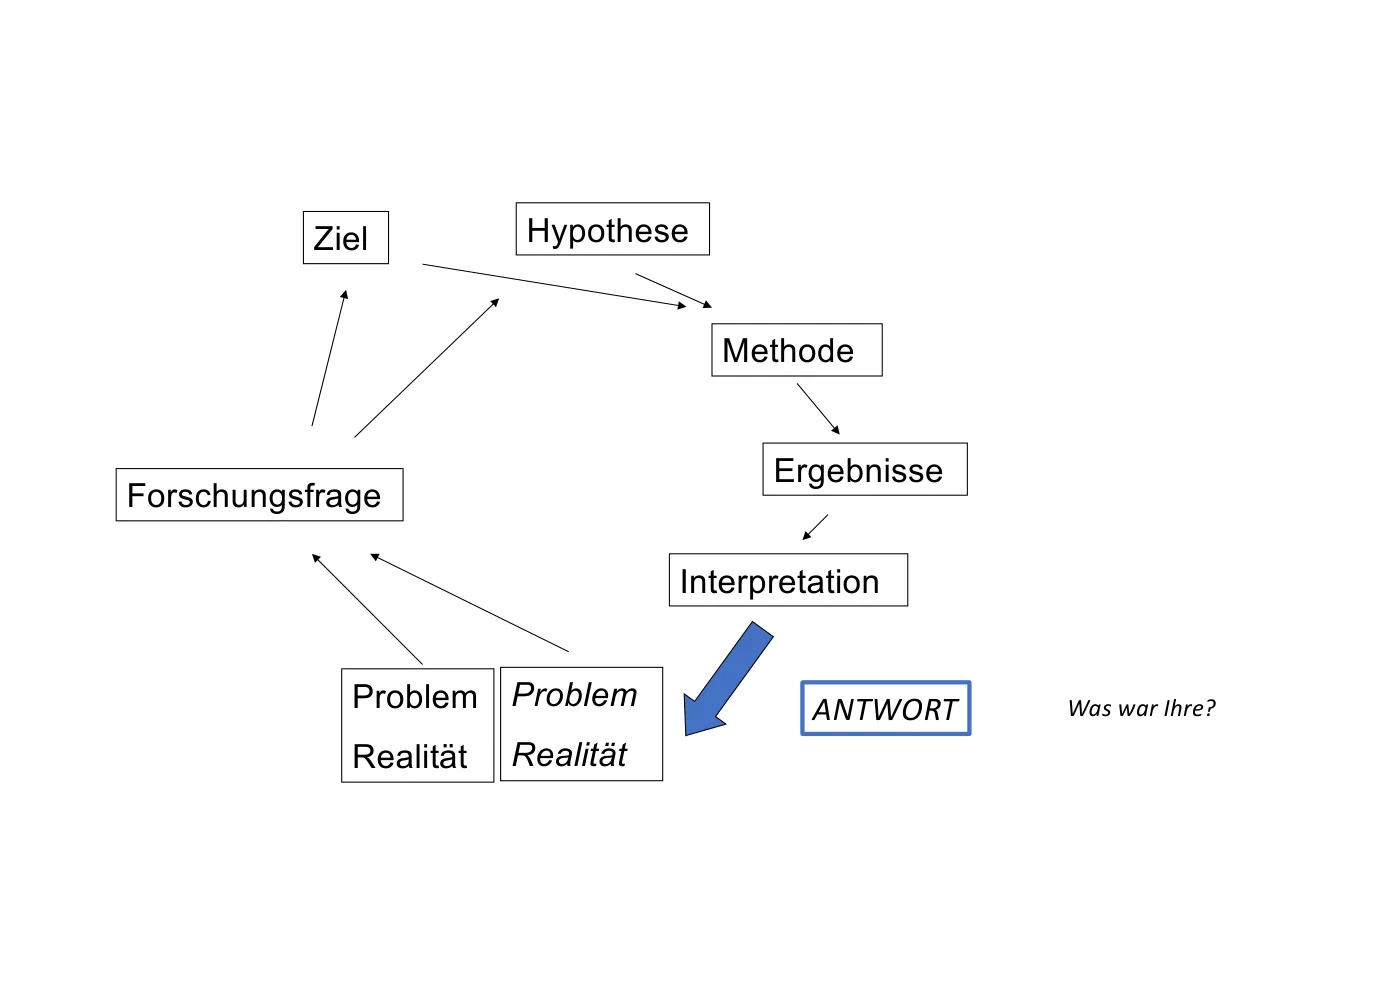 Ziel
Hypothese
Methode
Ergebnisse
Forschungsfrage
Interpretation
Problem
Realität
Problem
Realität
ANTWORT
Was war Ihre?